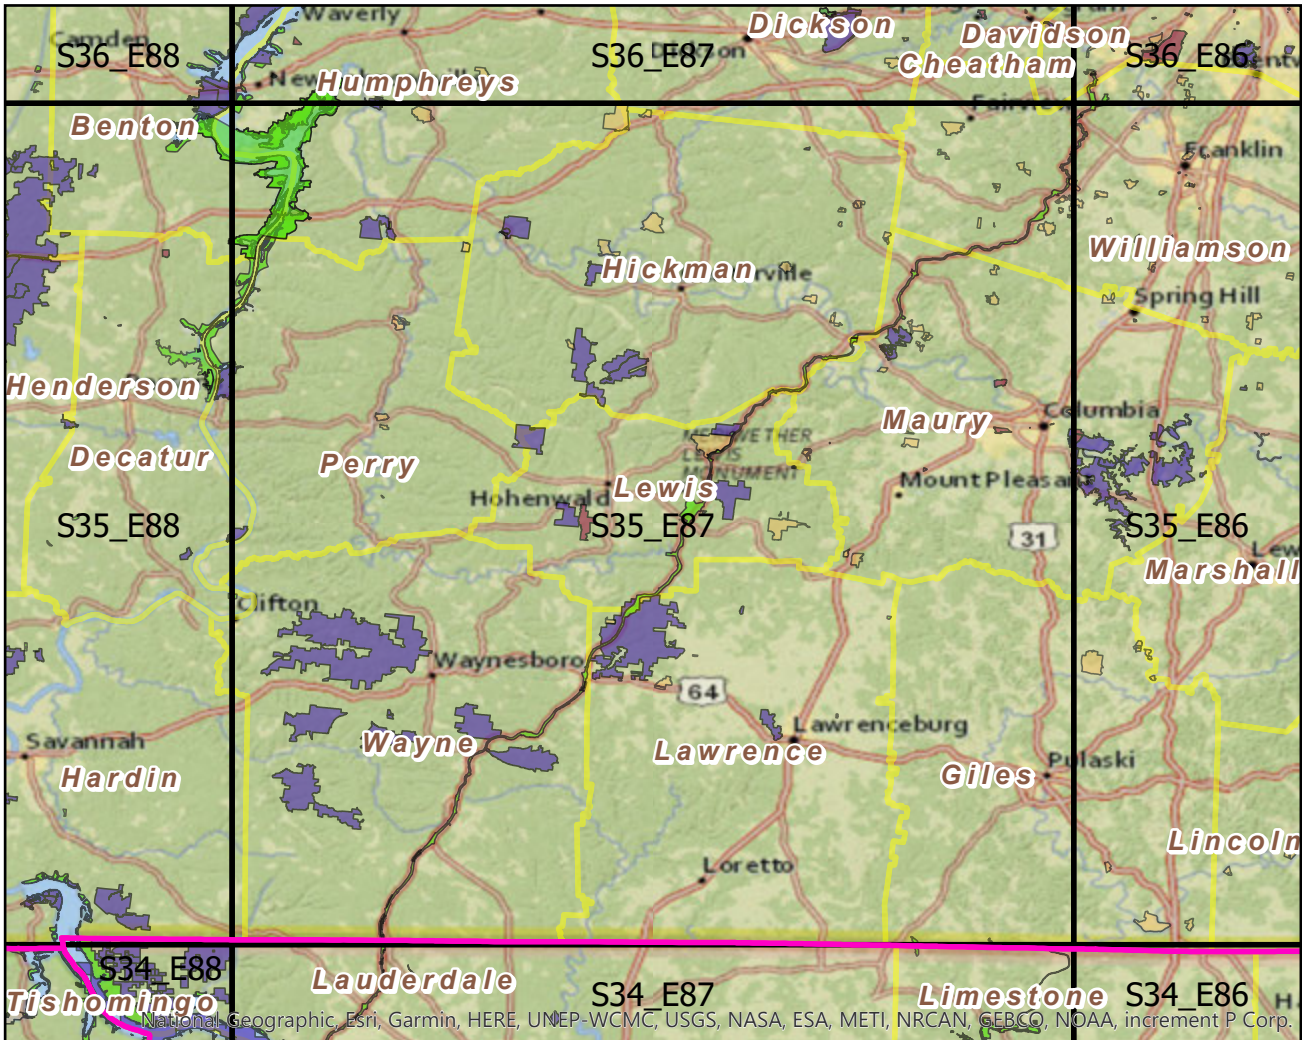 Waverly
Dickson
Davidson
Camden
S36_E88
S36_E87
S36_E86
Cheatham
Humphreys
Benton
Franklin
Williamson
Hickman
Spring Hill
Henderson
Maury
Columbia
Decatur
Perry
MERIWETHER
LEWIS
MONUMENT
Hohenwald
Lewis
S35_E88
S35_E87
S35_E86
31
Marshall
Clifton
Waynesboro
64
Savannah
Wayne
Lawrence
Lawrenceburg
Hardin
Giles
Pulaski
Lincoln
Loretto
S34_E88
Lauderdale
S34_E87
Limestone
S34_E86
Tishomingo
National Geographic, Esri, Garmin, HERE, UNEP-WCMC, USGS, NASA, ESA, METI, NRCAN, GEBCO, NOAA, increment P Corp.